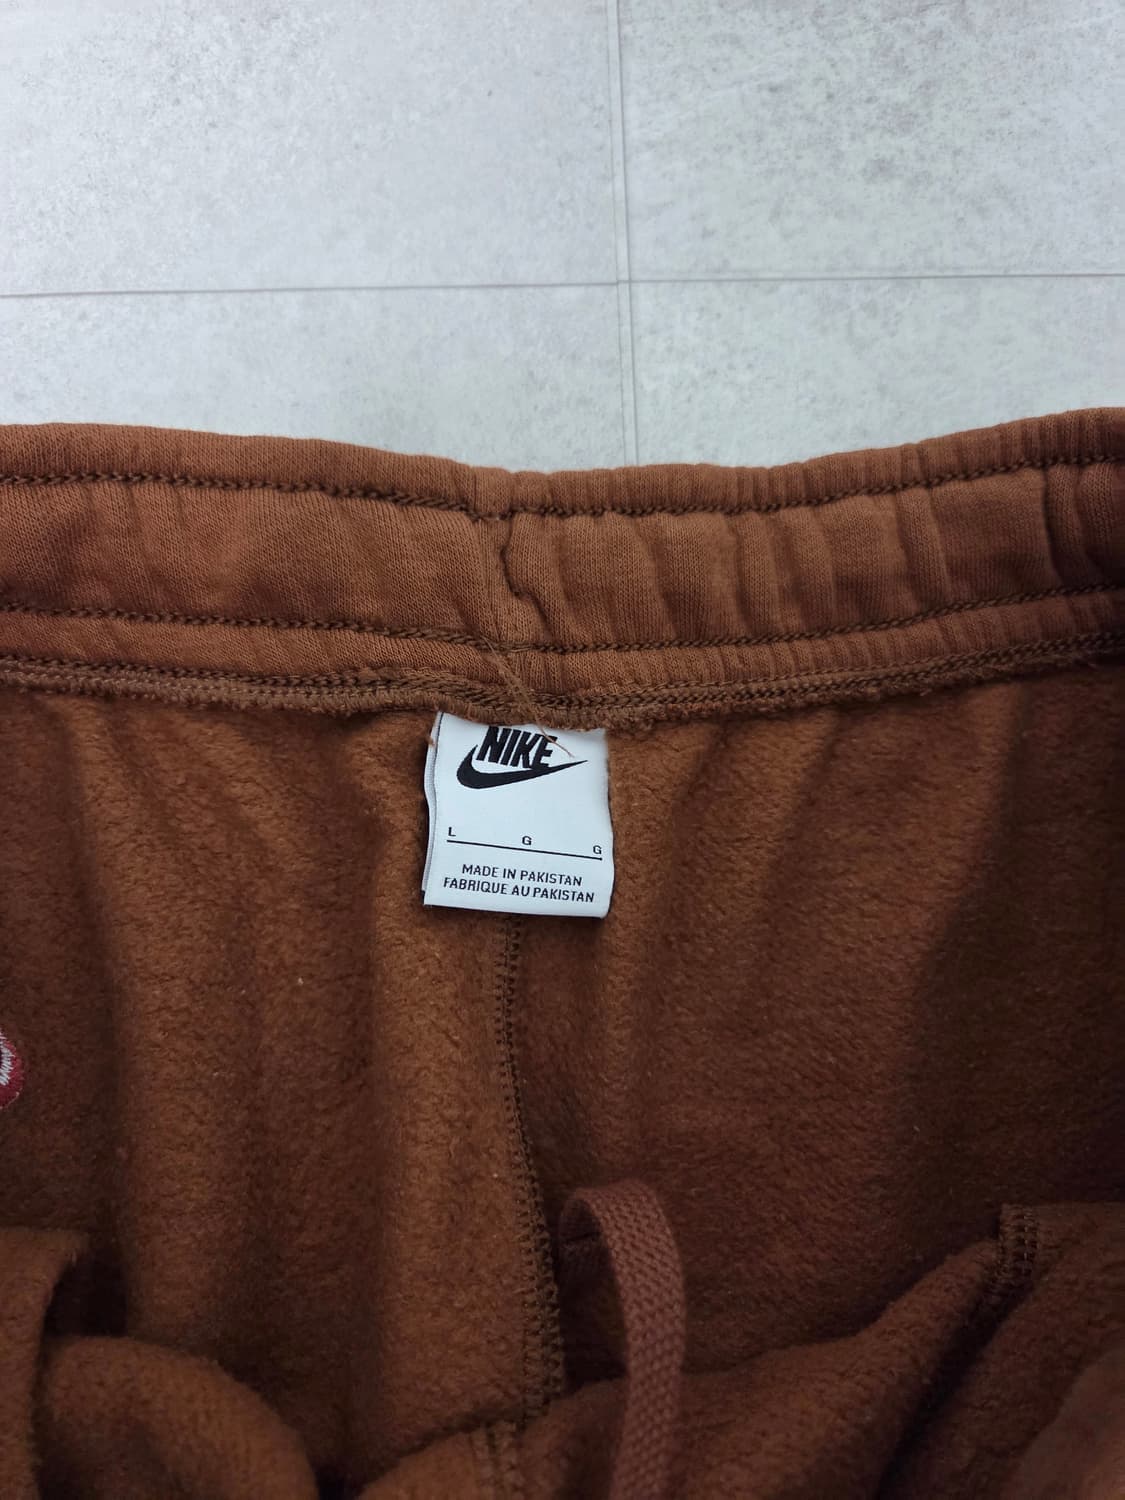 NIKE
L G G
MADE IN PAKISTAN
FABRIQUE AU PAKISTAN